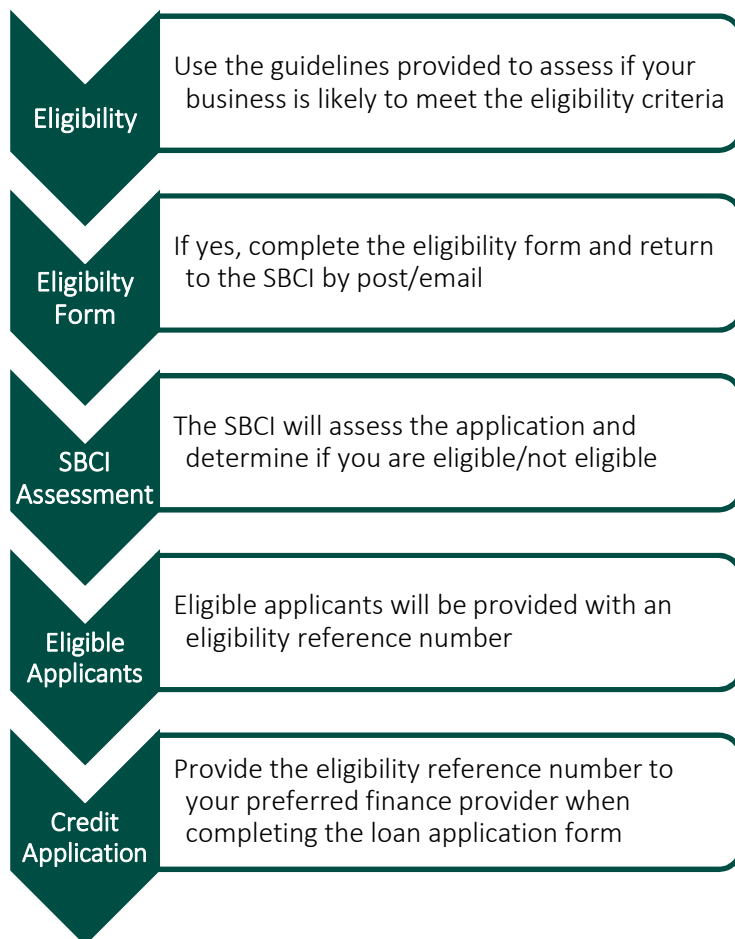 Eligibility
Use the guidelines provided to assess if your
business is likely to meet the eligibility criteria
Eligibilty
Form
If yes, complete the eligibility form and return
to the SBCI by post/email
SBCI
Assessment
The SBCI will assess the application and
determine if you are eligible/not eligible
Eligible
Applicants
Eligible applicants will be provided with an
eligibility reference number
Credit
Application
Provide the eligibility reference number to
your preferred finance provider when
completing the loan application form